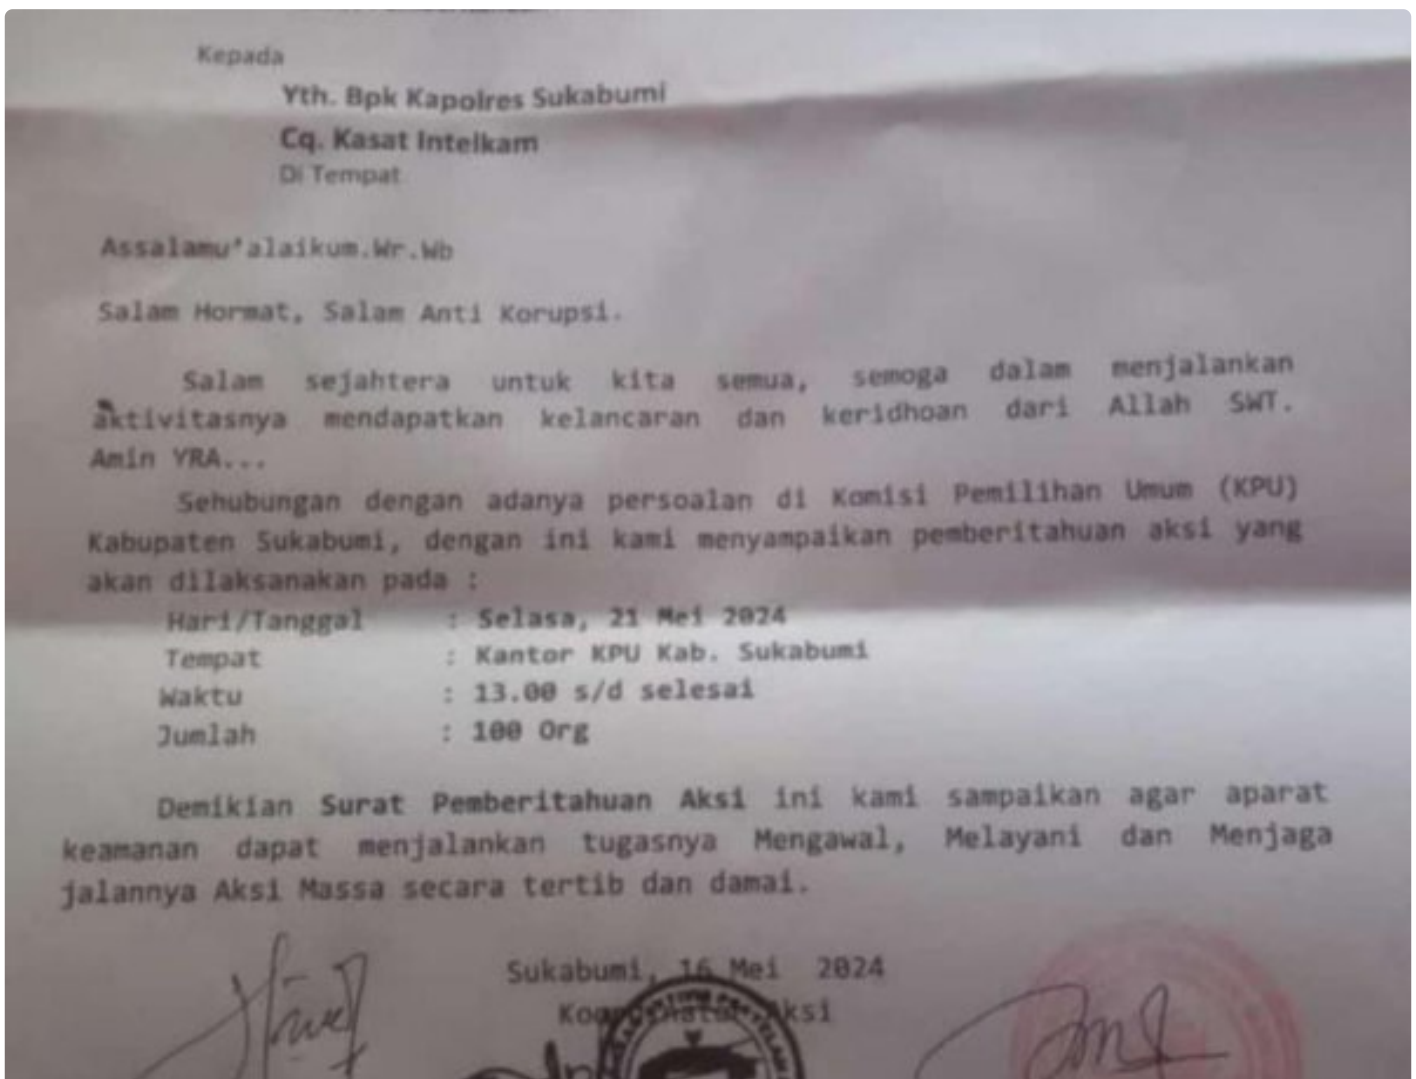 Kepada
Yth. Bpk Kapolres Sukabumi
Cq. Kasat Intelkam
Di Tempat
Assalamu'alaikum.Wr.Wb
Salam Hormat, Salam Anti Korupsi.
Salam sejahtera untuk kita semua, semoga dalam menjalankan
aktivitasnya mendapatkan kelancaran dan keridhoan dari Allah SWT.
Amin YRA...
Sehubungan dengan adanya persoalan di Komisi Pemilihan Umum (KPU)
Kabupaten Sukabumi, dengan ini kami menyampaikan pemberitahuan aksi yang
akan dilaksanakan pada :
Hari/Tanggal : Selasa, 21 Mei 2024
Tempat : Kantor KPU Kab. Sukabumi
Waktu : 13.00 s/d selesai
Jumlah : 100 Org
Demikian Surat Pemberitahuan Aksi ini kami sampaikan agar aparat
keamanan dapat menjalankan tugasnya Mengawal, Melayani dan Menjaga
jalannya Aksi Massa secara tertib dan damai.
Sukabumi, 16 Mei 2024
Aksi